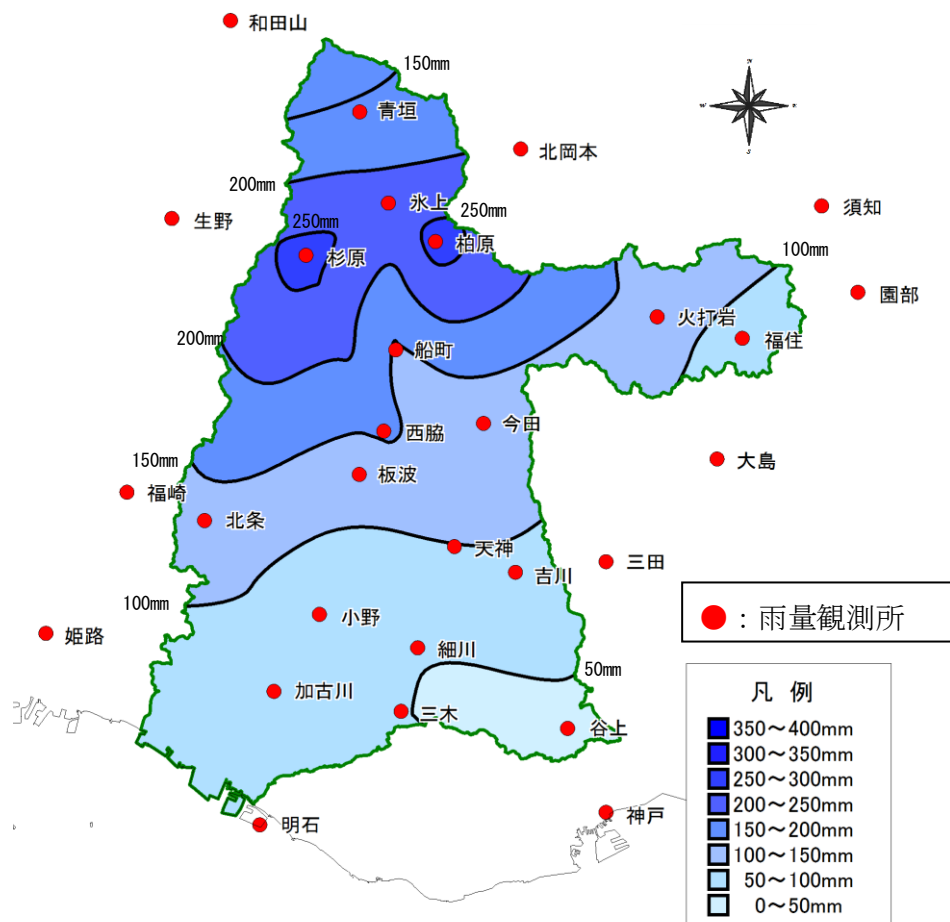 和田山
150mm
青垣
N
W
E
S
北岡本
200mm
氷上
須知
生野
250mm
250mm
杉原
柏原
100mm
園部
火打岩
福住
200mm
船町
西脇
今田
大島
150mm
板波
福崎
北条
天神
三田
吉川
100mm
小野
●：雨量観測所
姫路
細川
50mm
加古川
三木
谷上
凡 例
350～400mm
300～350mm
250～300mm
200～250mm
150～200mm
100～150mm
50～100mm
0～50mm
明石
神戸